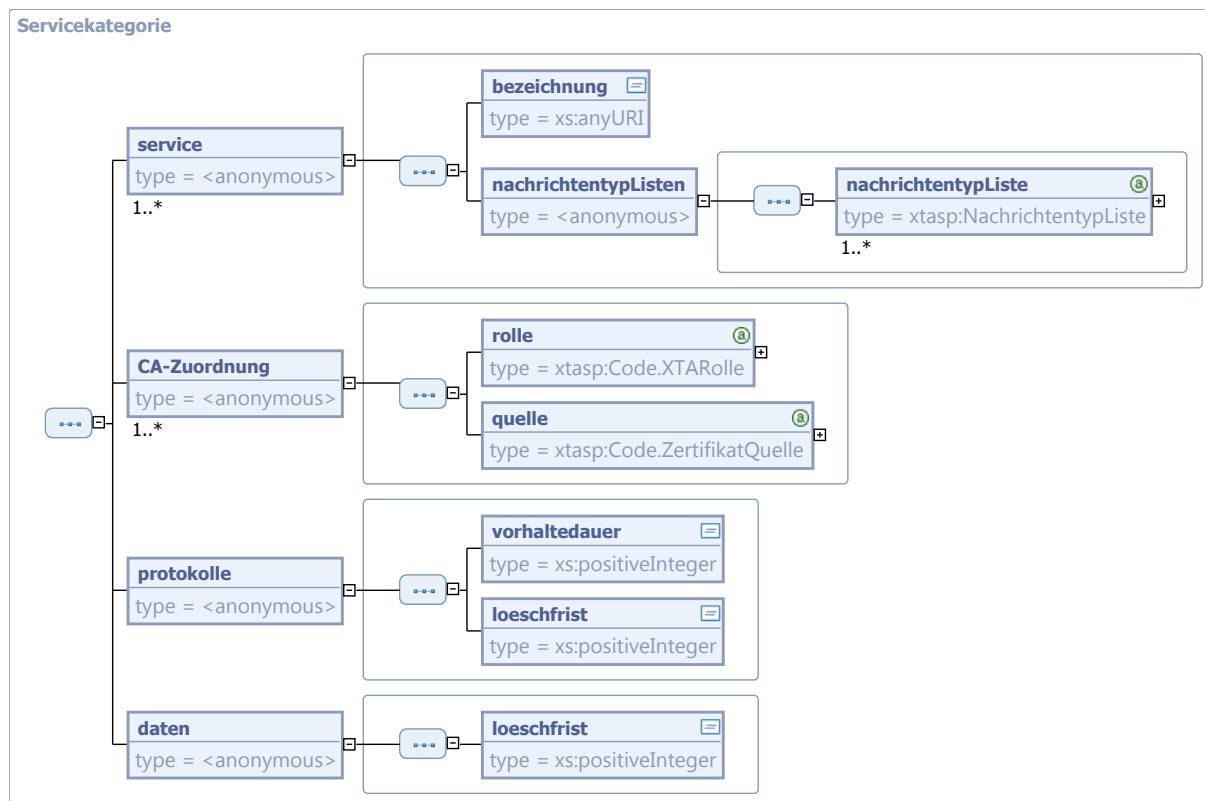 Servicekategorie
bezeichnung
type = xs:anyURI
service
type = <anonymous>
1..*
nachrichtentypListen
type = <anonymous>
nachrichtentypListe
type = xtasp:NachrichtentypListe
1..*
rolle
type = xtasp:Code.XTARolle
CA-Zuordnung
type = <anonymous>
1..*
quelle
type = xtasp:Code.ZertifikatQuelle
vorhaltedauer
type = xs:positiveInteger
protokolle
type = <anonymous>
loeschfrist
type = xs:positiveInteger
daten
type = <anonymous>
loeschfrist
type = xs:positiveInteger